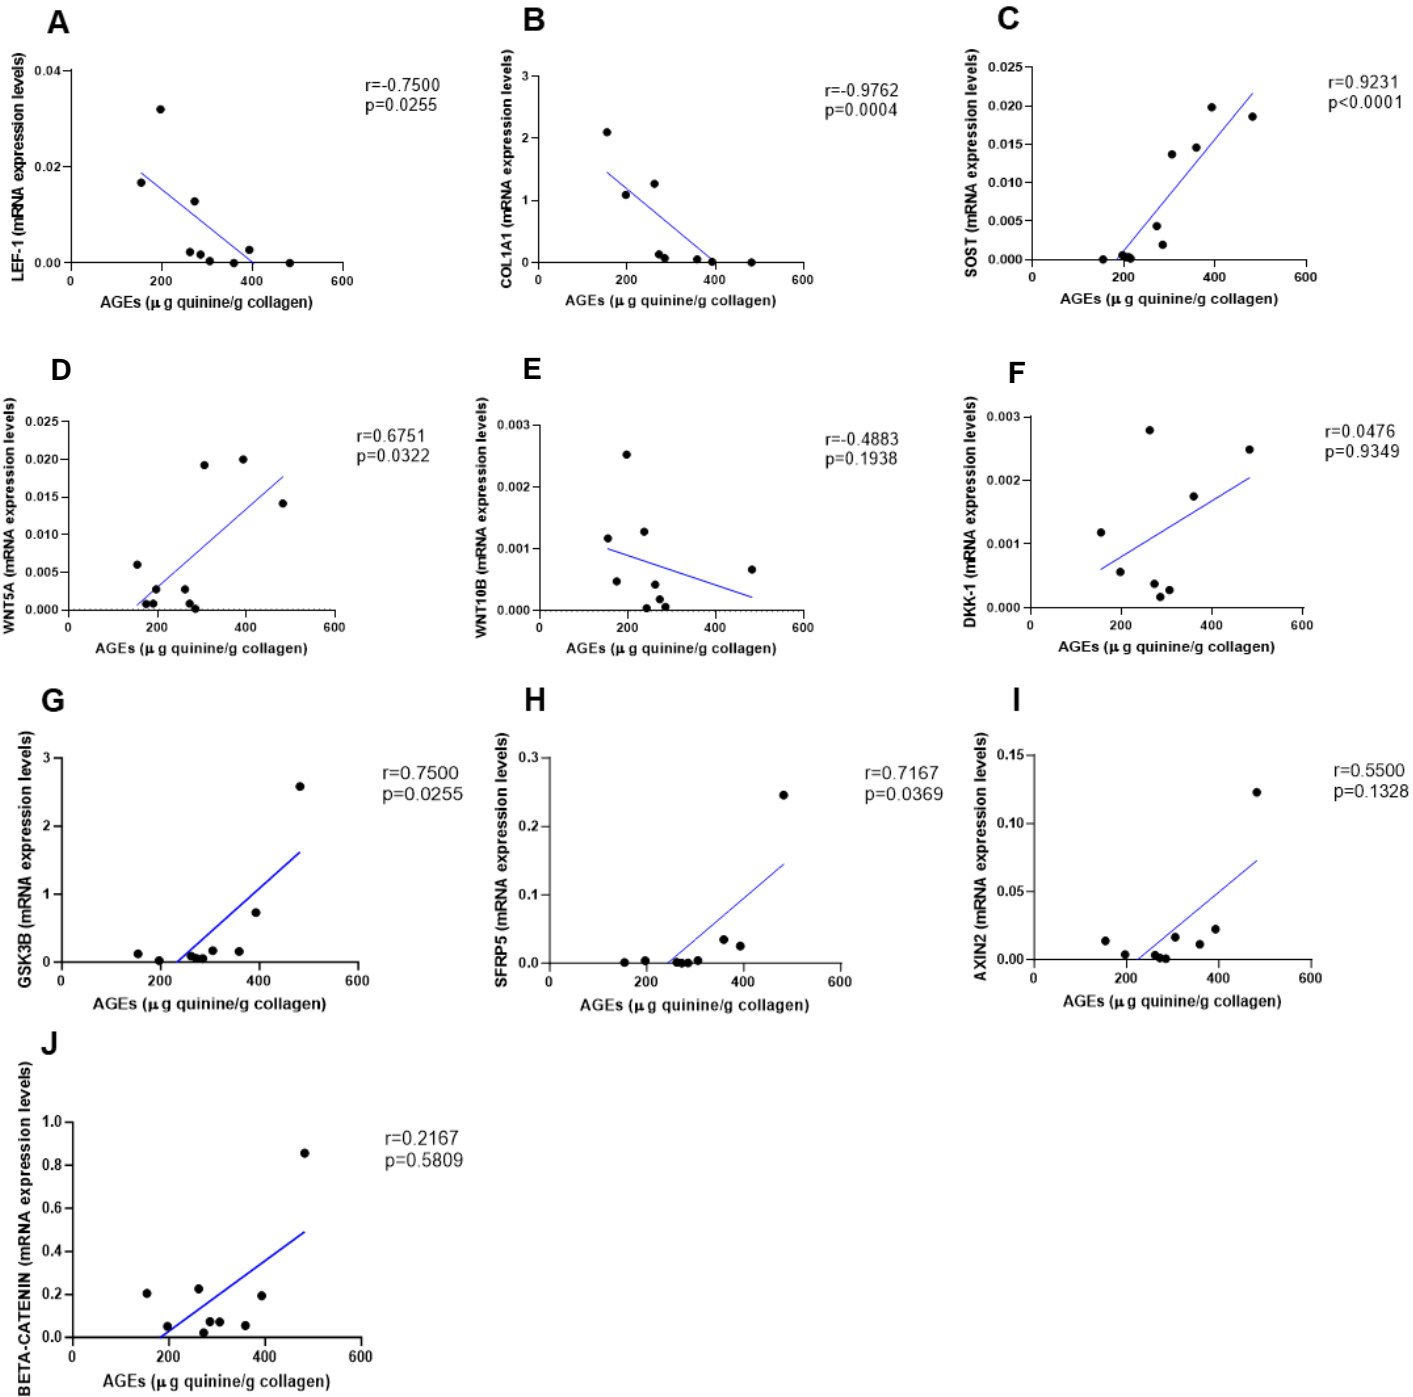 A
LEF-1 (mRNA expression levels)
0.04
0.02
0.00
0
200
400
600
AGEs (μ g quinine/g collagen)
r=-0.7500
p=0.0255
B
COL1A1 (mRNA expression levels)
3
2
1
0
0
200
400
600
AGEs (μ g quinine/g collagen)
r=-0.9762
p=0.0004
C
SOST (mRNA expression levels)
0.025
0.020
0.015
0.010
0.005
0.000
0
200
400
600
AGEs (μ g quinine/g collagen)
r=0.9231
p<0.0001
D
WNT5A (mRNA expression levels)
0.025
0.020
0.015
0.010
0.005
0.000
0
200
400
600
AGEs (μ g quinine/g collagen)
r=0.6751
p=0.0322
E
WNT10B (mRNA expression levels)
0.003
0.002
0.001
0.000
0
200
400
600
AGEs (μ g quinine/g collagen)
r=-0.4883
p=0.1938
F
DKK-1 (mRNA expression levels)
0.003
0.002
0.001
0.000
0
200
400
600
AGEs (μ g quinine/g collagen)
r=0.0476
p=0.9349
G
GSK3B (mRNA expression levels)
3
2
1
0
0
200
400
600
AGEs (μ g quinine/g collagen)
r=0.7500
p=0.0255
H
SFRP5 (mRNA expression levels)
0.3
0.2
0.1
0.0
0
200
400
600
AGEs (μ g quinine/g collagen)
r=0.7167
p=0.0369
I
AXIN2 (mRNA expression levels)
0.15
0.10
0.05
0.00
0
200
400
600
AGEs (μ g quinine/g collagen)
r=0.5500
p=0.1328
J
BETA-CATENIN (mRNA expression levels)
1.0
0.8
0.6
0.4
0.2
0.0
0
200
400
600
AGEs (μ g quinine/g collagen)
r=0.2167
p=0.5809